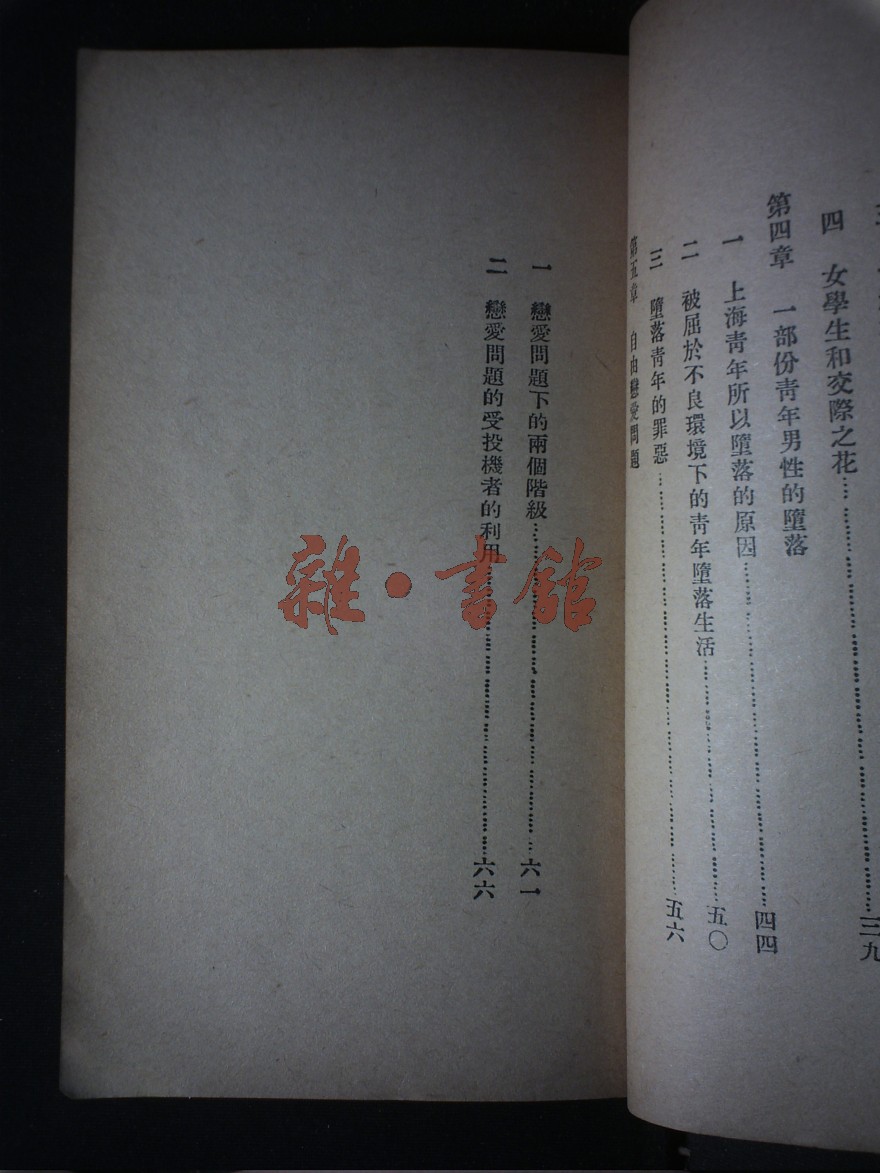 四　女學生和交際之花………………三九
第四章　一部份靑年男性的墮落
一　上海靑年所以墮落的原因………………四四
二　被屈於不良環境下的靑年墮落生活………………五〇
三　墮落靑年的罪惡………………五六
第五章　自由戀愛問題
一　戀愛問題下的兩個階級………………六一
二　戀愛問題的受投機者的利用………………六六
雜·書館